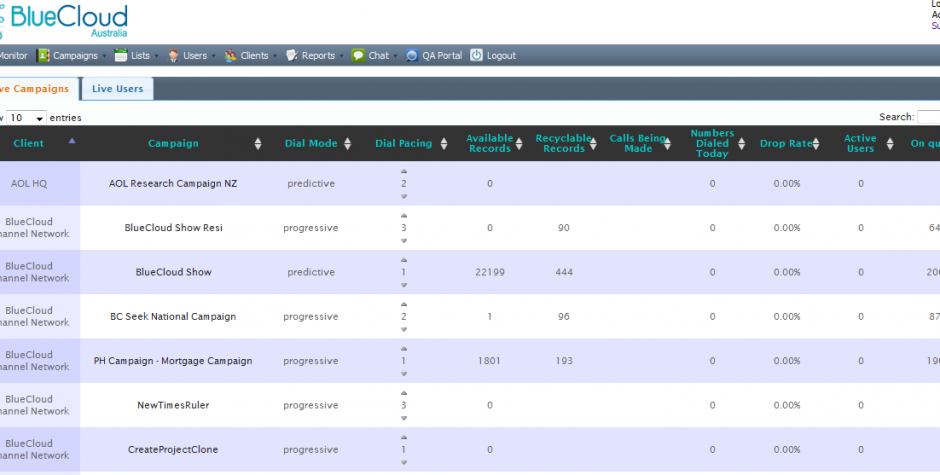 BlueCloud
Australia
Lo
Ad
Su
Monitor Campaigns Lists Users Clients Reports Chat QA Portal Logout
ve Campaigns Live Users
w 10 entries Search:
Client Campaign Dial Mode Dial Pacing Available Records Recyclable Records Calls Being Made Numbers Dialed Today Drop Rate Active Users On qu
AOL HQ AOL Research Campaign NZ predictive 2 0 0 0.00% 0
BlueCloud
hannel Network BlueCloud Show Resi progressive 3 0 90 0 0.00% 0 64
BlueCloud
hannel Network BlueCloud Show predictive 1 22199 444 0 0.00% 0 20
BlueCloud
hannel Network BC Seek National Campaign progressive 2 1 96 0 0.00% 0 87
BlueCloud
hannel Network PH Campaign - Mortgage Campaign progressive 1 1801 193 0 0.00% 0 19
BlueCloud
hannel Network NewTimesRuler progressive 3 0 0 0.00% 0
BlueCloud
hannel Network CreateProjectClone progressive 1 0 0 0.00% 0